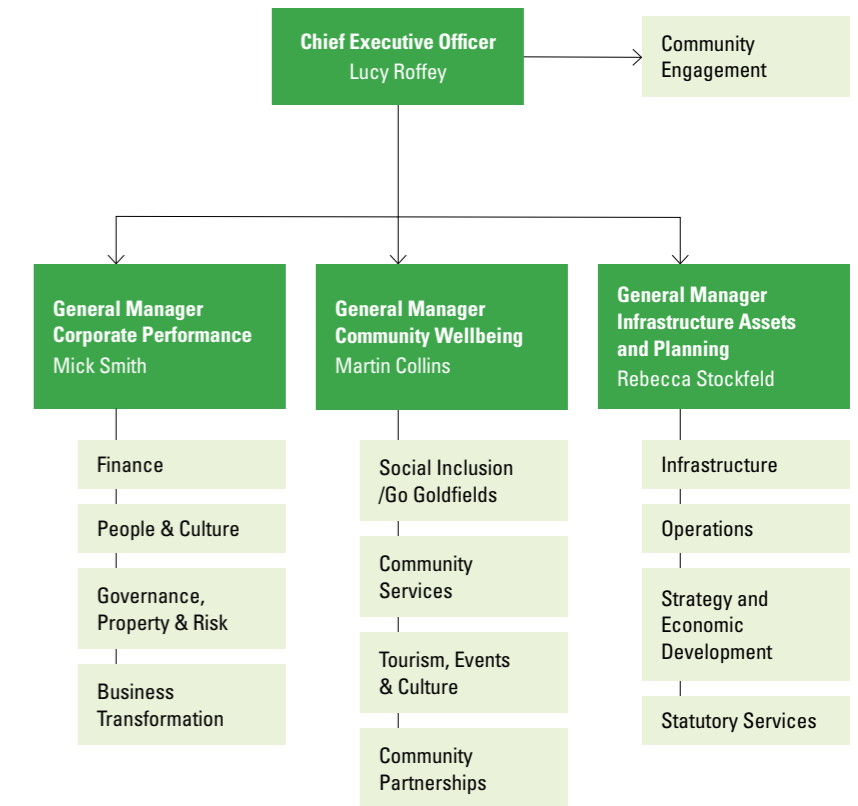 Chief Executive Officer
Lucy Roffey
Community
Engagement
General Manager
Corporate Performance
Mick Smith
General Manager
Community Wellbeing
Martin Collins
General Manager
Infrastructure Assets
and Planning
Rebecca Stockfeld
Finance
People & Culture
Governance,
Property & Risk
Business
Transformation
Social Inclusion
/Go Goldfields
Community
Services
Tourism, Events
& Culture
Community
Partnerships
Infrastructure
Operations
Strategy and
Economic
Development
Statutory Services